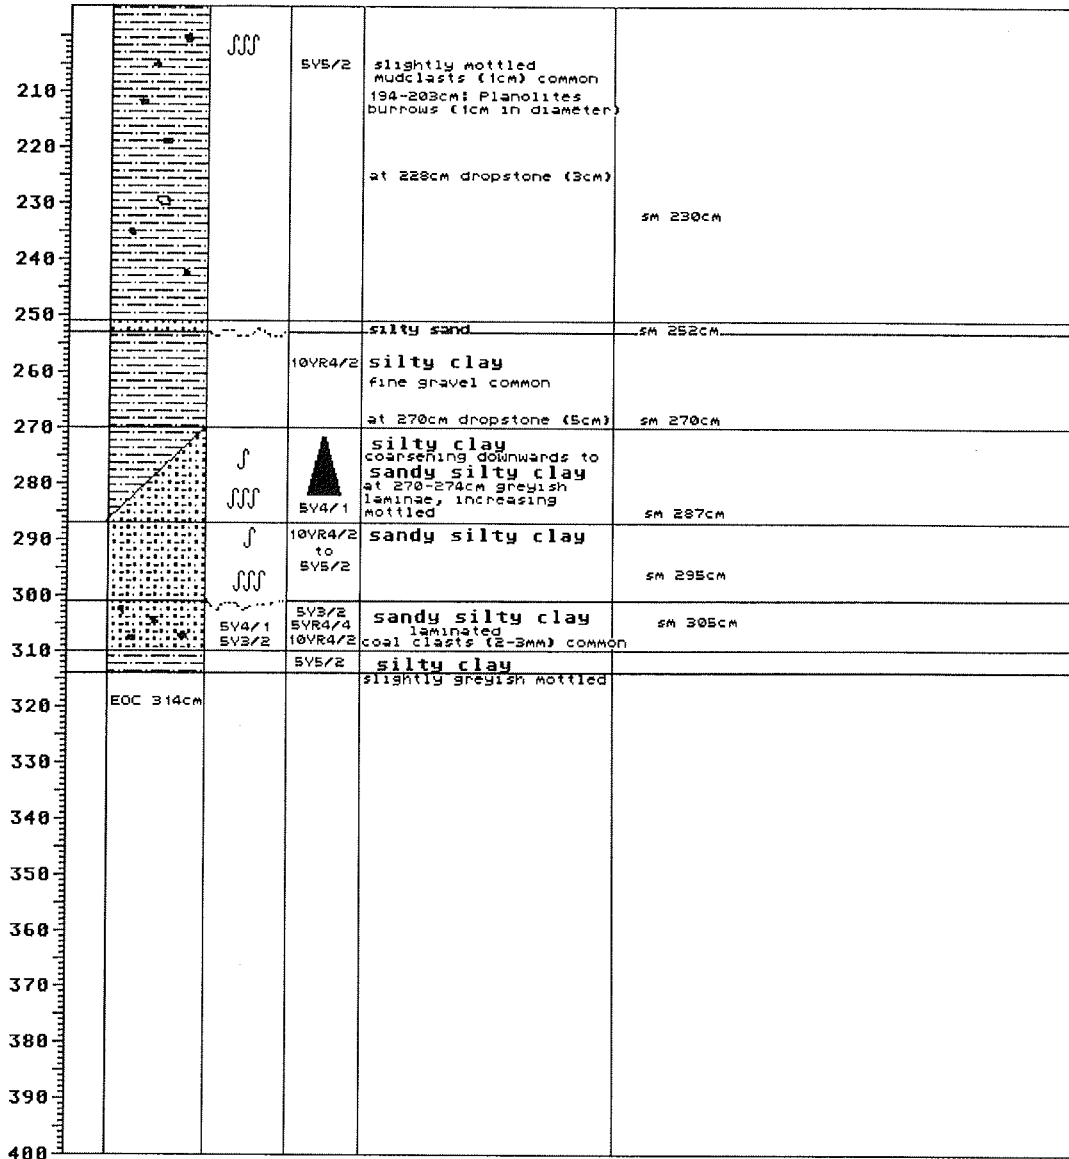 5Y5/2 slightly mottled
mudclasts (1cm) common
210
194-203cm: Planolites
burrows (1cm in diameter)
220
at 228cm dropstone (3cm)
230
sm 230cm
240
250
silty sand sm 252cm
260
10YR4/2 silty clay
fine gravel common
at 270cm dropstone (5cm) sm 270cm
270
silty clay
coarsening downwards to
sandy silty clay
280
at 270-274cm greyish
laminae, increasing
5Y4/1 mottled sm 287cm
290
10YR4/2 sandy silty clay
to
5Y5/2
sm 295cm
300
5Y3/2 sandy silty clay sm 305cm
5Y4/1 5YR4/4 laminated
5Y3/2 10YR4/2 coal clasts (2-3mm) common
310
5Y5/2 silty clay
slightly greyish mottled
EOC 314cm
320
330
340
350
360
370
380
390
400